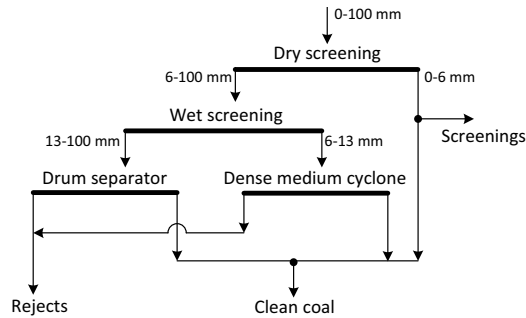 0-100 mm
Dry screening
6-100 mm
0-6 mm
Wet screening
Screenings
13-100 mm
6-13 mm
Drum separator
Dense medium cyclone
Rejects
Clean coal